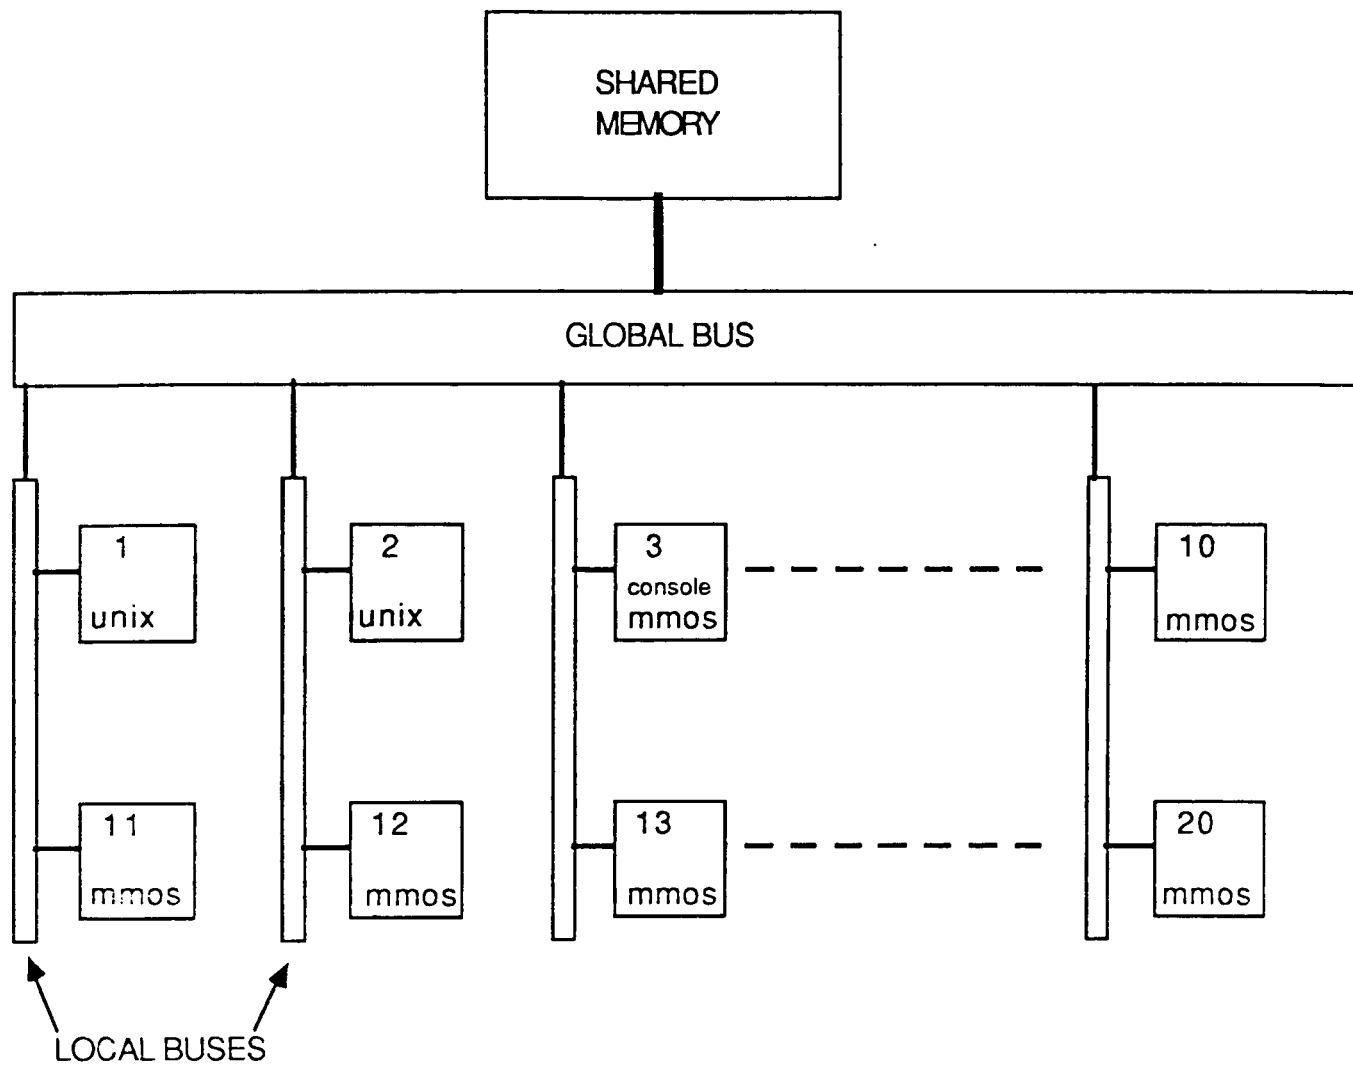 SHARED
MEMORY
GLOBAL BUS
1
unix
2
unix
3
console
mmos
10
mmos
11
mmos
12
mmos
13
mmos
20
mmos
LOCAL BUSES